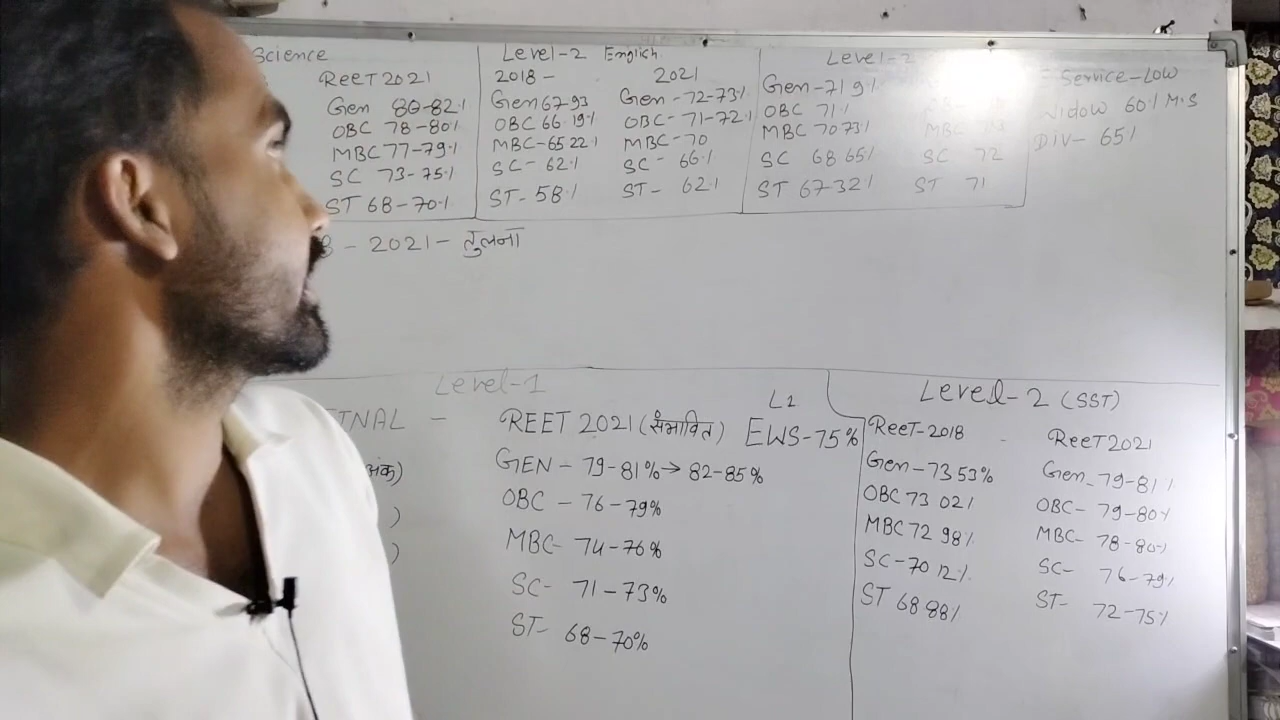 Science
REET 2021
Gen 80-82%
OBC 78-80%
MBC 77-79%
SC 73-75%
ST 68-70%
Level-2 English
2018- 2021
Gen 67-93 Gen-72-73%
OBC 66.19% OBC-71-72%
MBC-65 22% MBC-70
SC-62% SC-66%
ST-58% ST-62%
Level-2
Gen-71 9%
OBC 71%
MBC 70 73% MBC
SC 68 65% SC 72
ST 67-32% ST 71
Service-Low
Widow 60% M.S
Div-65%
- 2021- तुलना
Level-1
REET 2021 (संभावित)
GEN - 79-81% → 82-85%
OBC - 76-79%
MBC- 74-76%
SC- 71-73%
ST- 68-70%
L1
EWS-75%
Level-2 (SST)
Reet-2018 - Reet 2021
Gen-73 53% Gen-79-81%
OBC 73 02% OBC- 79-80%
MBC 72 98% MBC- 78-80%
SC-70 12% SC- 76-79%
ST 68 88% ST- 72-75%